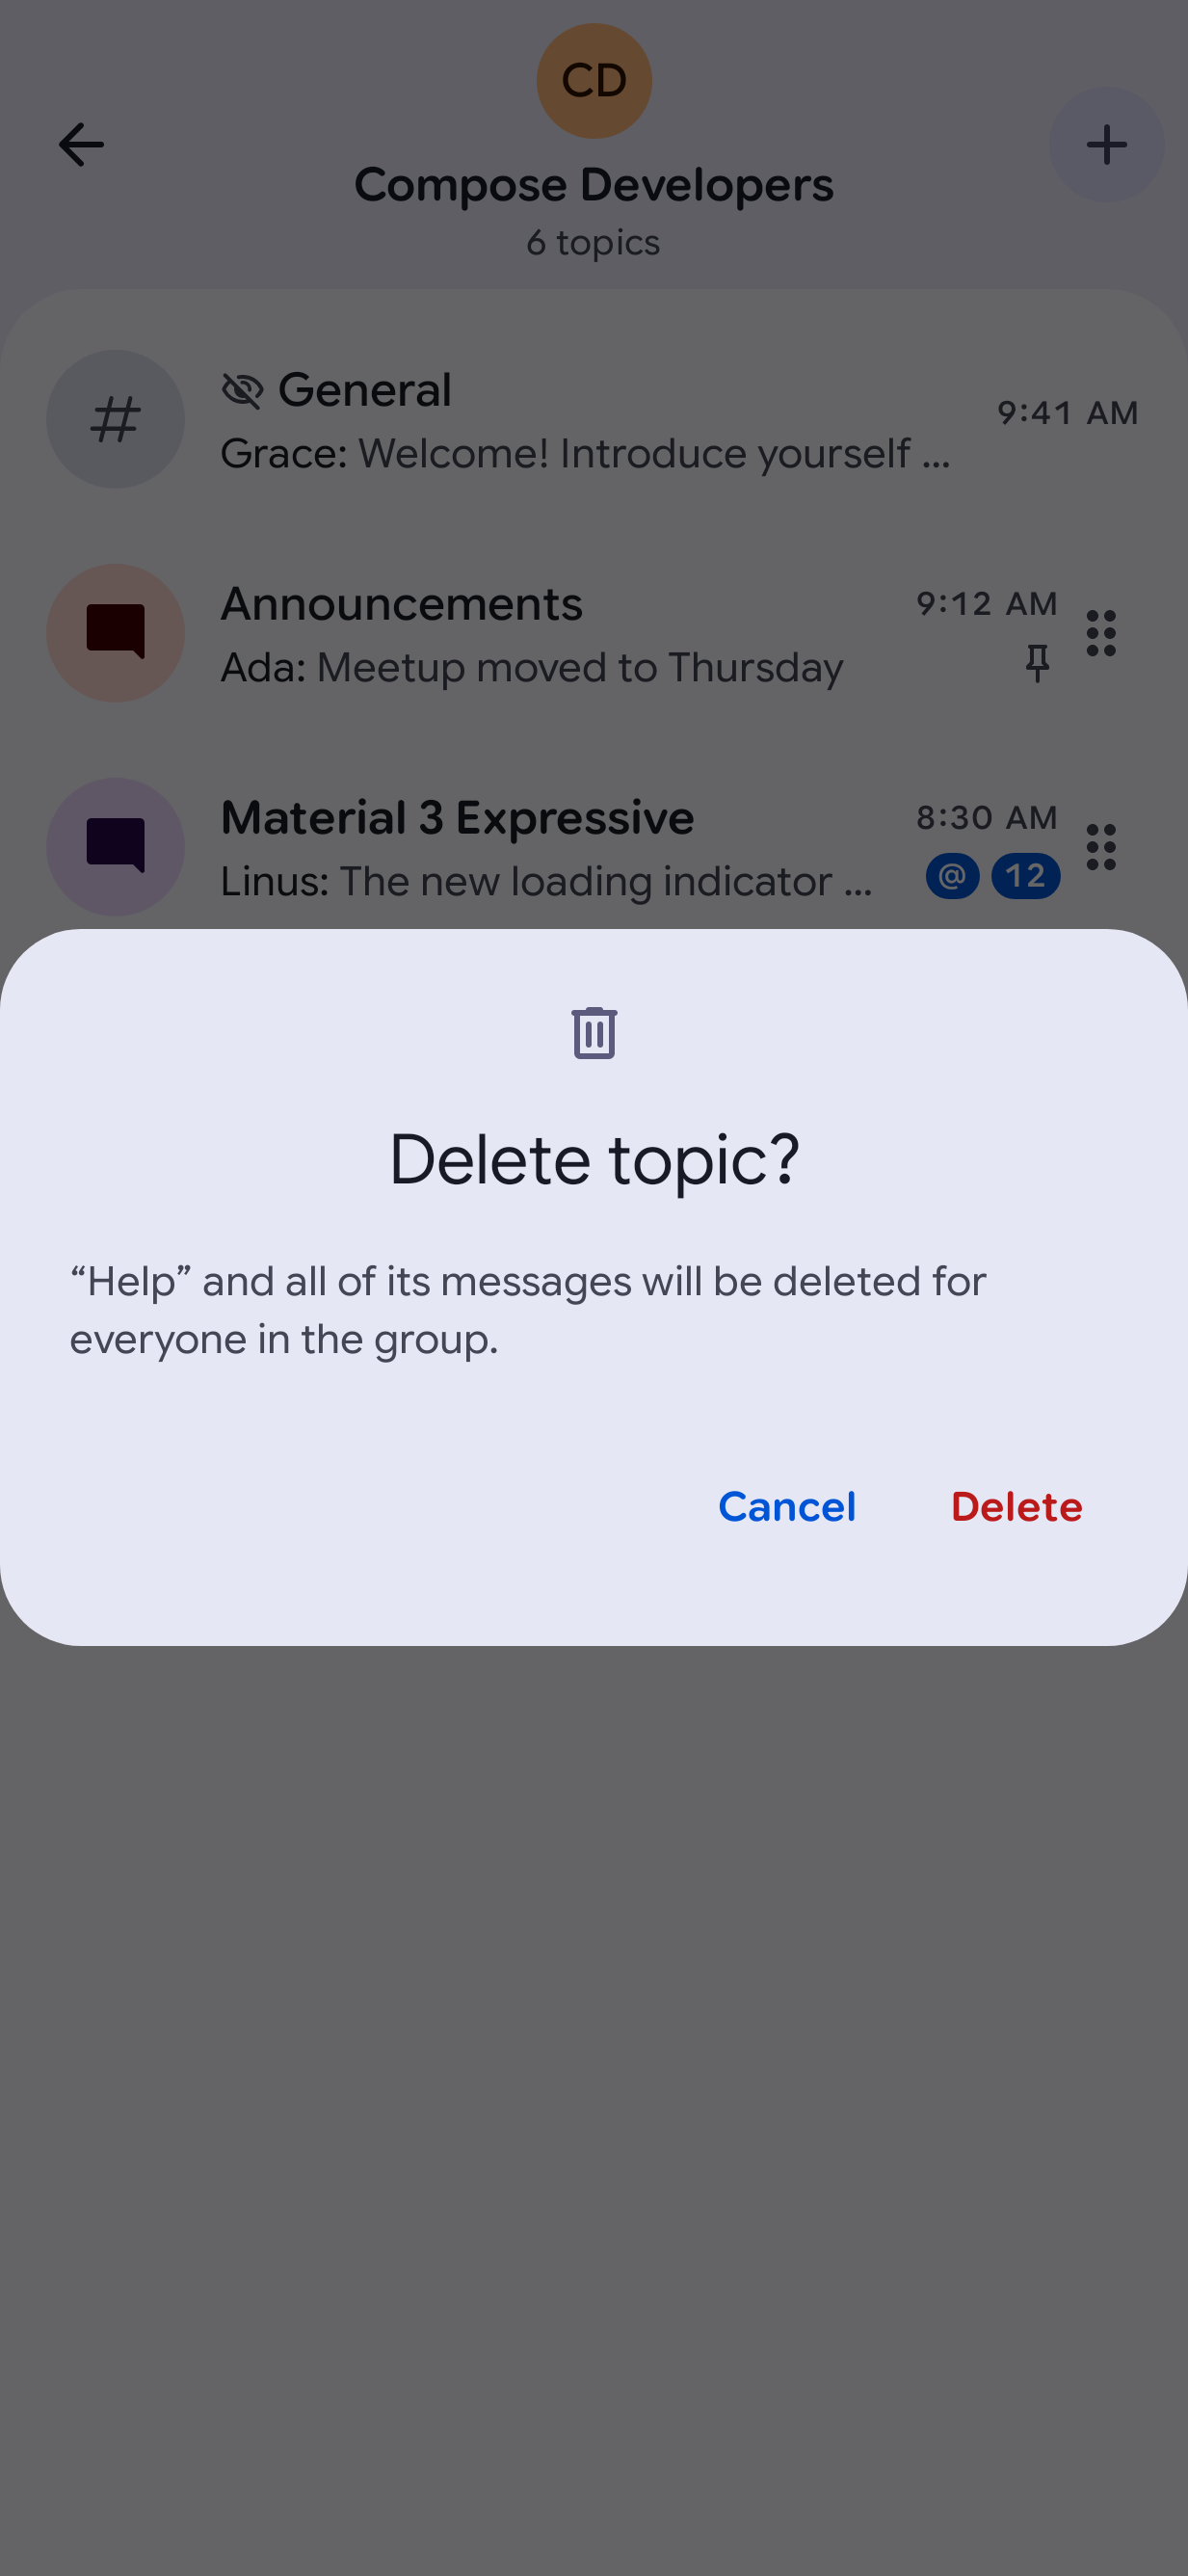 CD
Compose Developers
6 topics
General
9:41 AM
Grace: Welcome! Introduce yourself ...
Announcements
9:12 AM
Ada: Meetup moved to Thursday
Material 3 Expressive
8:30 AM
Linus: The new loading indicator ...
@ 12
Delete topic?
“Help” and all of its messages will be deleted for
everyone in the group.
Cancel
Delete